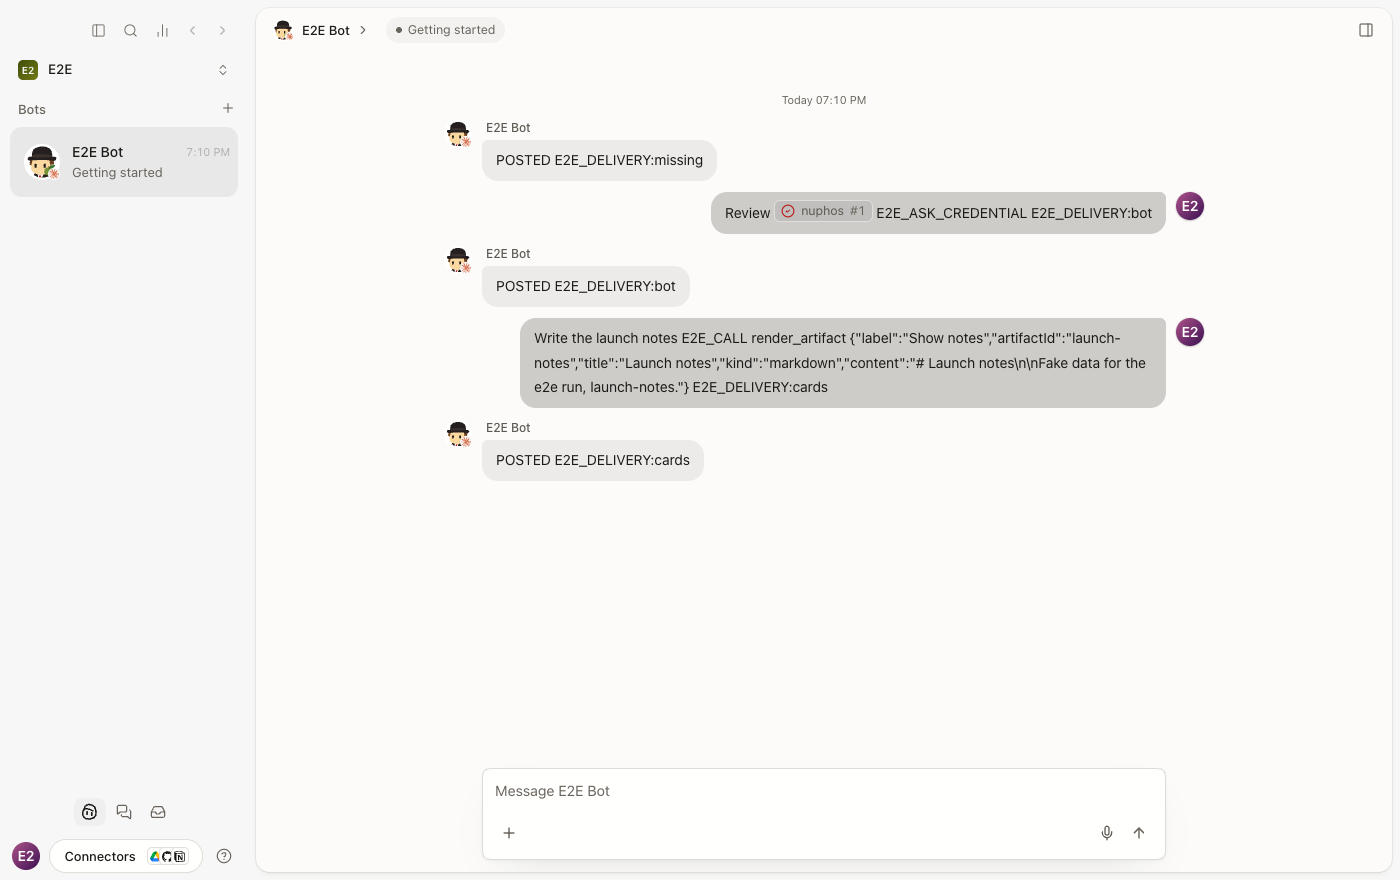 E2 E2E
Bots
E2E Bot 7:10 PM
Getting started
E2E Bot Getting started
Today 07:10 PM
E2E Bot
POSTED E2E_DELIVERY:missing
Review nuphos #1 E2E_ASK_CREDENTIAL E2E_DELIVERY:bot E2
E2E Bot
POSTED E2E_DELIVERY:bot
Write the launch notes E2E_CALL render_artifact {"label":"Show notes","artifactId":"launch- E2
notes","title":"Launch notes","kind":"markdown","content":"# Launch notes\n\nFake data for the
e2e run, launch-notes."} E2E_DELIVERY:cards
E2E Bot
POSTED E2E_DELIVERY:cards
Message E2E Bot
E2 Connectors